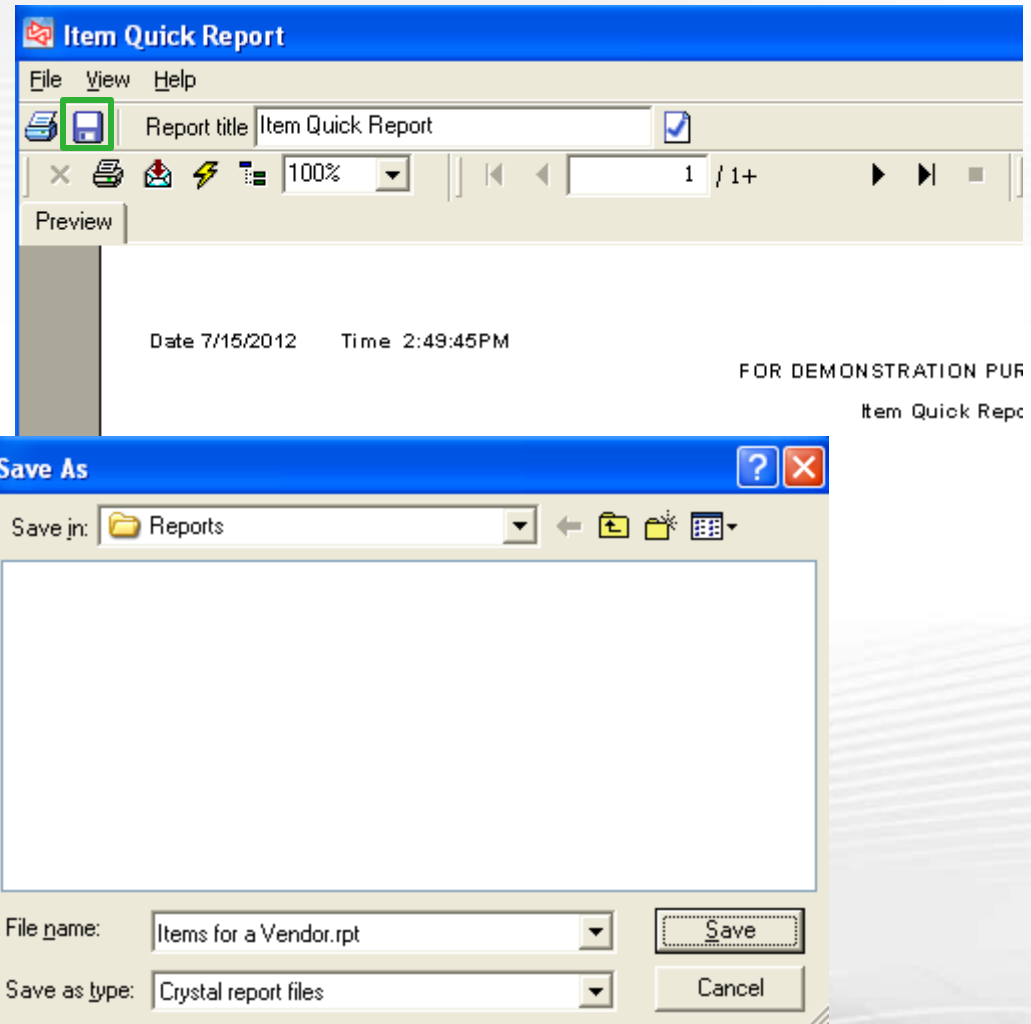 Item Quick Report
File View Help
Report title Item Quick Report
100% 1 / 1+
Preview
Date 7/15/2012 Time 2:49:45PM
FOR DEMONSTRATION PUR
Item Quick Repo
Save As
Save in: Reports
File name: Items for a Vendor.rpt Save
Save as type: Crystal report files Cancel